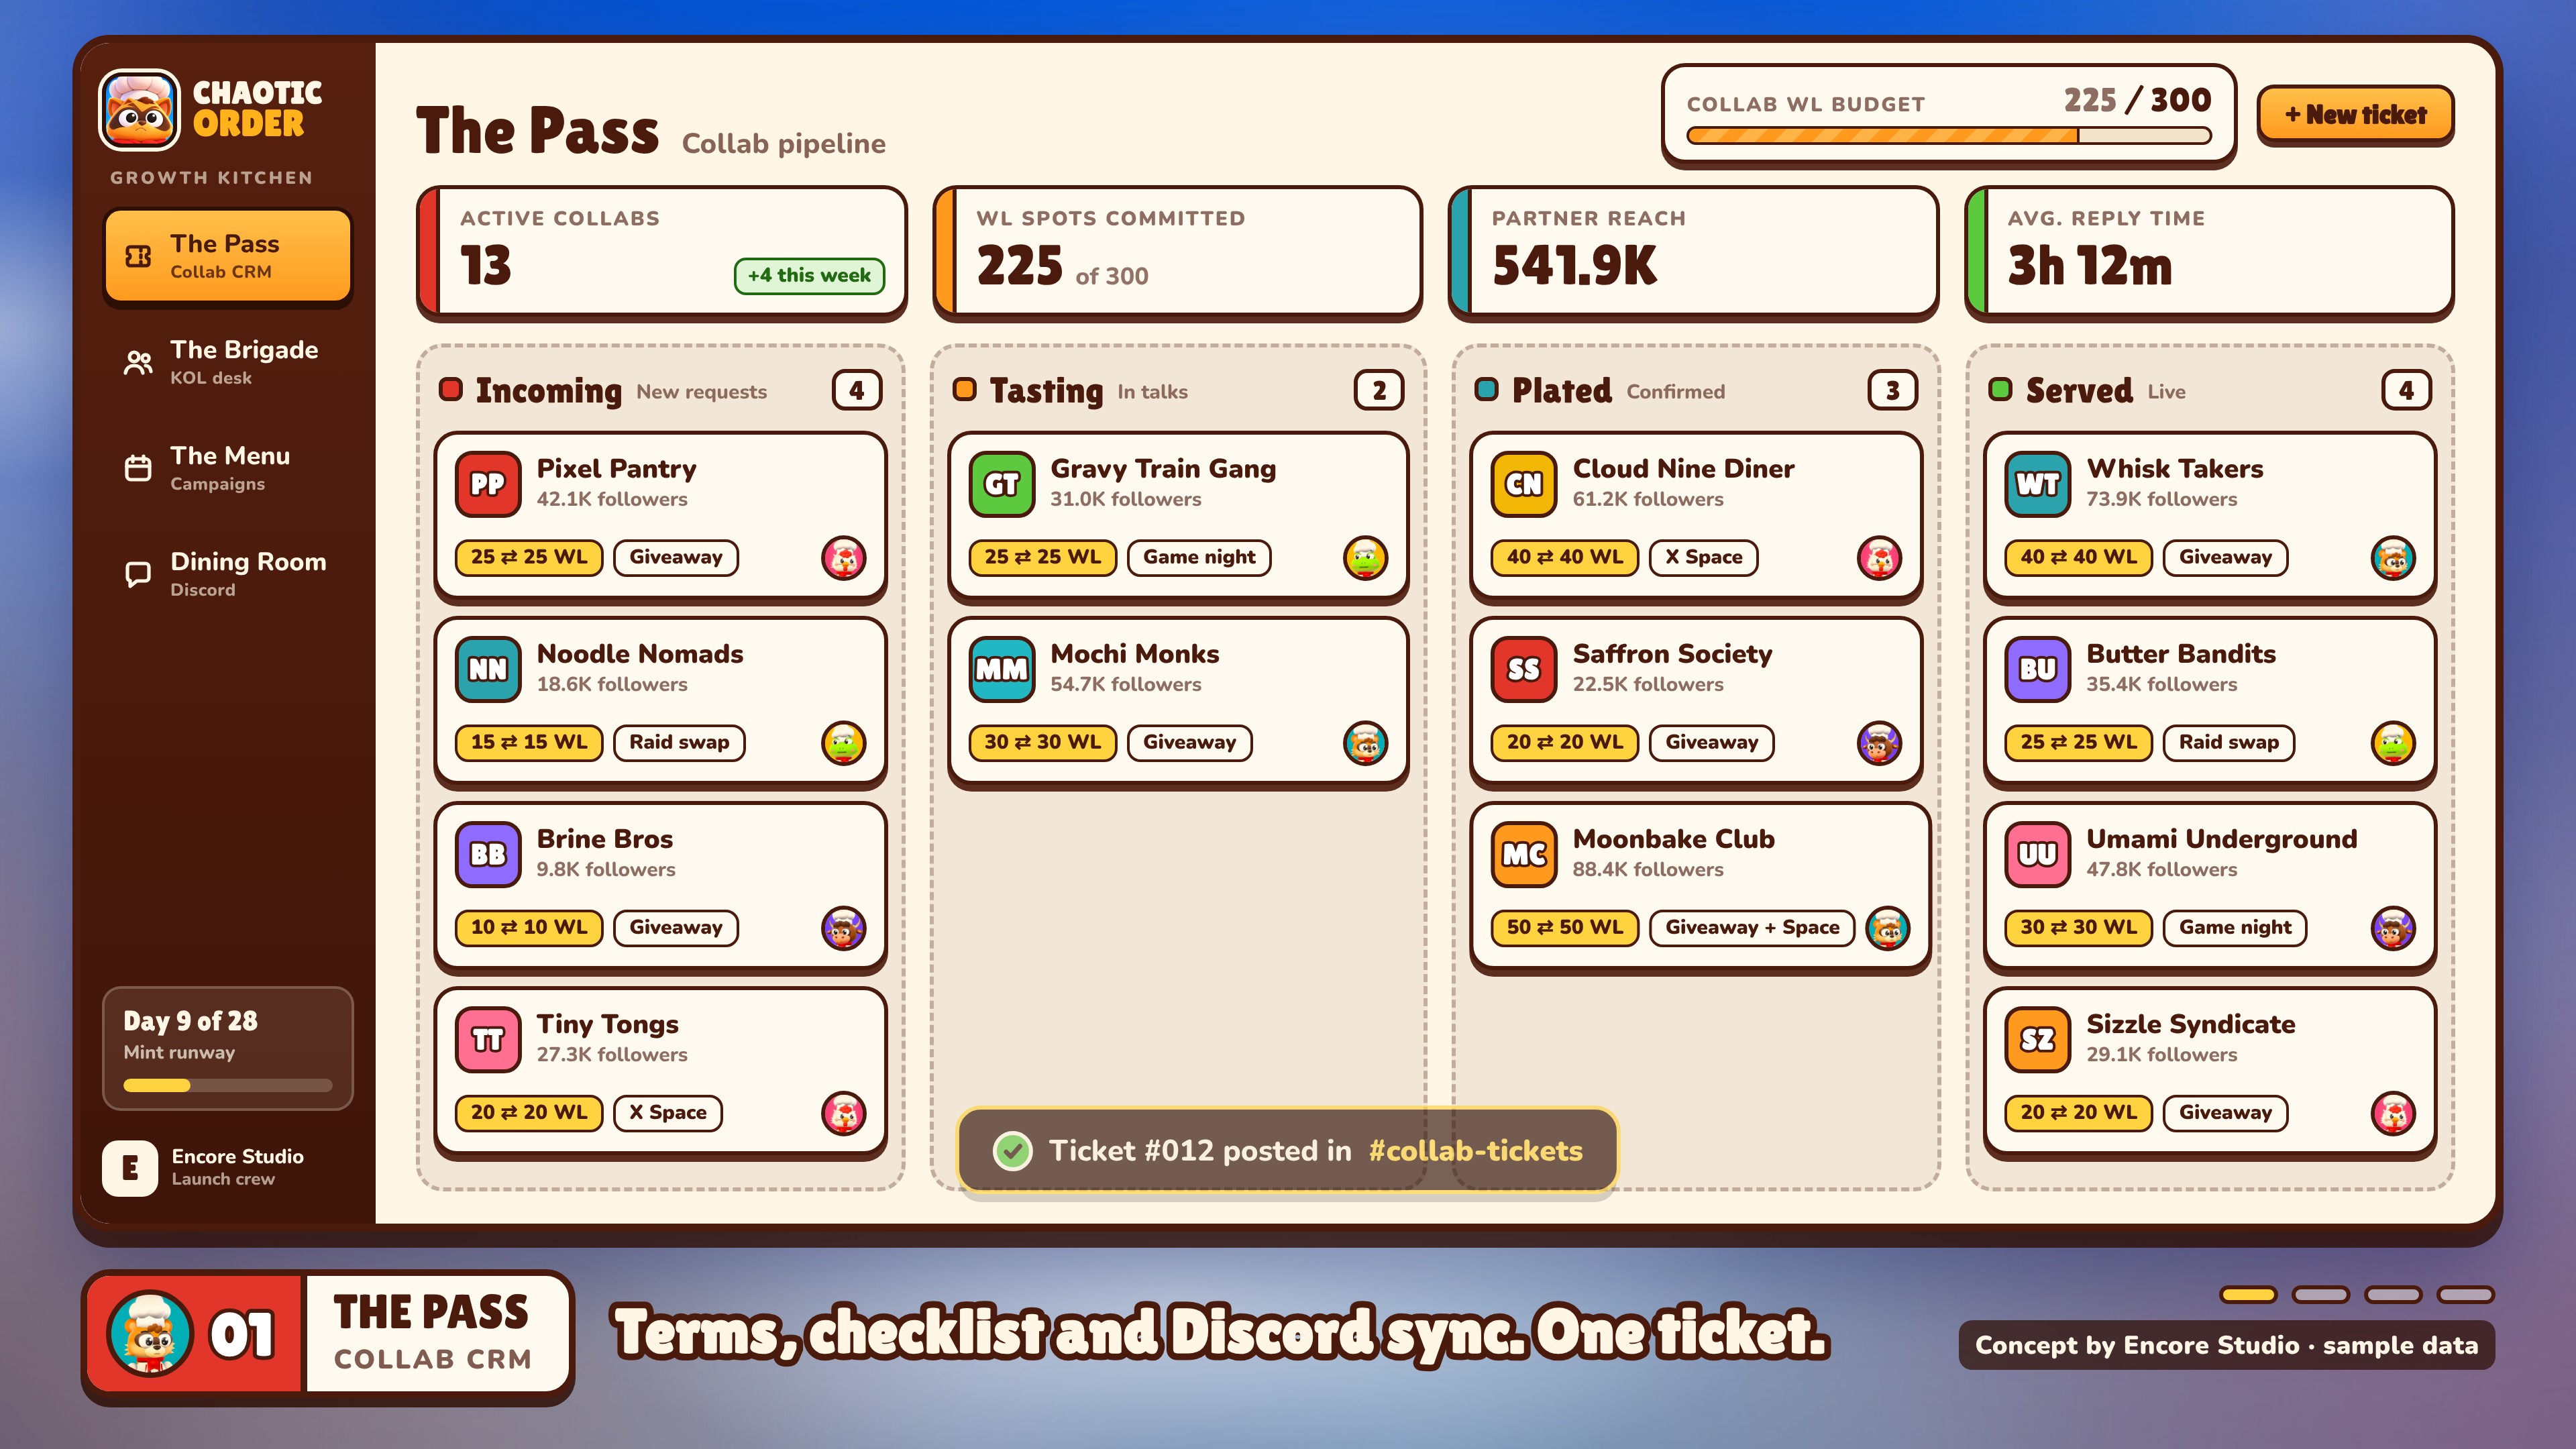 CHAOTIC
ORDER
GROWTH KITCHEN
The Pass
Collab CRM
The Brigade
KOL desk
The Menu
Campaigns
Dining Room
Discord
Day 9 of 28
Mint runway
E
Encore Studio
Launch crew
The Pass Collab pipeline
COLLAB WL BUDGET 225 / 300
+ New ticket
ACTIVE COLLABS
13
+4 this week
WL SPOTS COMMITTED
225 of 300
PARTNER REACH
541.9K
AVG. REPLY TIME
3h 12m
Incoming New requests 4
PP
Pixel Pantry
42.1K followers
25 ⇄ 25 WL Giveaway
NN
Noodle Nomads
18.6K followers
15 ⇄ 15 WL Raid swap
BB
Brine Bros
9.8K followers
10 ⇄ 10 WL Giveaway
TT
Tiny Tongs
27.3K followers
20 ⇄ 20 WL X Space
Tasting In talks 2
GT
Gravy Train Gang
31.0K followers
25 ⇄ 25 WL Game night
MM
Mochi Monks
54.7K followers
30 ⇄ 30 WL Giveaway
Plated Confirmed 3
CN
Cloud Nine Diner
61.2K followers
40 ⇄ 40 WL X Space
SS
Saffron Society
22.5K followers
20 ⇄ 20 WL Giveaway
MC
Moonbake Club
88.4K followers
50 ⇄ 50 WL Giveaway + Space
Served Live 4
WT
Whisk Takers
73.9K followers
40 ⇄ 40 WL Giveaway
BU
Butter Bandits
35.4K followers
25 ⇄ 25 WL Raid swap
UU
Umami Underground
47.8K followers
30 ⇄ 30 WL Game night
SZ
Sizzle Syndicate
29.1K followers
20 ⇄ 20 WL Giveaway
Ticket #012 posted in #collab-tickets
01
THE PASS
COLLAB CRM
Terms, checklist and Discord sync. One ticket.
Concept by Encore Studio · sample data